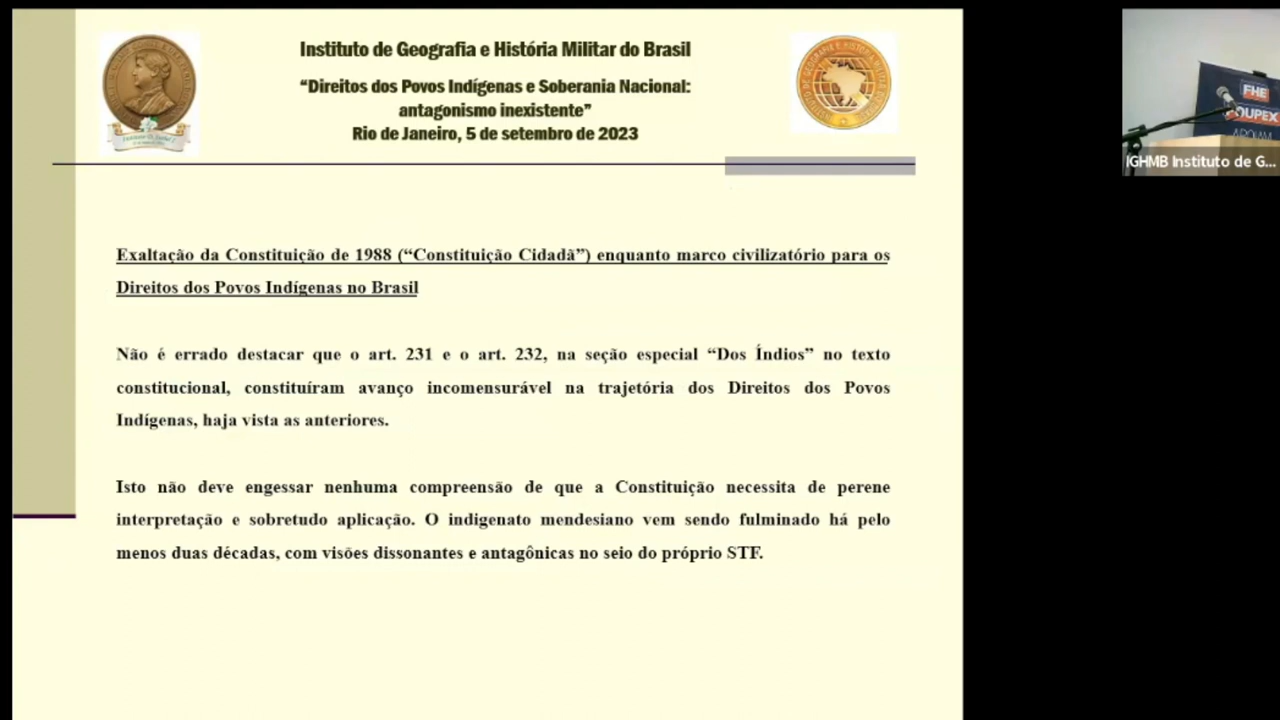 Instituto de Geografia e História Militar do Brasil
“Direitos dos Povos Indígenas e Soberania Nacional:
antagonismo inexistente”
Rio de Janeiro, 5 de setembro de 2023
FHE
POUPEX
IGHMB Instituto de G...
Exaltação da Constituição de 1988 (“Constituição Cidadã”) enquanto marco civilizatório para os
Direitos dos Povos Indígenas no Brasil
Não é errado destacar que o art. 231 e o art. 232, na seção especial “Dos Índios” no texto
constitucional, constituíram avanço incomensurável na trajetória dos Direitos dos Povos
Indígenas, haja vista as anteriores.
Isto não deve engessar nenhuma compreensão de que a Constituição necessita de perene
interpretação e sobretudo aplicação. O indigenato mendesiano vem sendo fulminado há pelo
menos duas décadas, com visões dissonantes e antagônicas no seio do próprio STF.